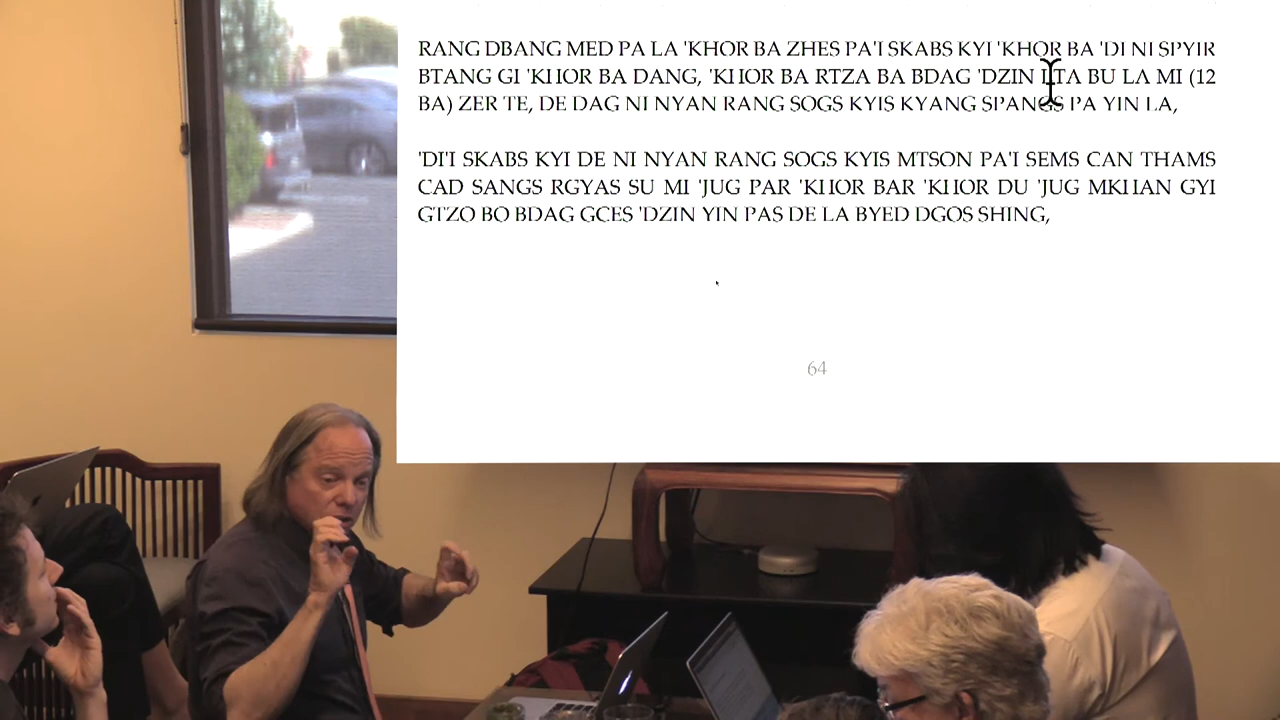 RANG DBANG MED PA LA 'KHOR BA ZHES PA'I SKABS KYI 'KHOR BA 'DI NI SPYIR
BTANG GI 'KHOR BA DANG, 'KHOR BA RTZA BA BDAG 'DZIN LTA BU LA MI (12
BA) ZER TE, DE DAG NI NYAN RANG SOGS KYIS KYANG SPANGS PA YIN LA,
'DI'I SKABS KYI DE NI NYAN RANG SOGS KYIS MTSON PA'I SEMS CAN THAMS
CAD SANGS RGYAS SU MI 'JUG PAR 'KHOR BAR 'KHOR DU 'JUG MKHAN GYI
GTZO BO BDAG GCES 'DZIN YIN PAS DE LA BYED DGOS SHING,
64